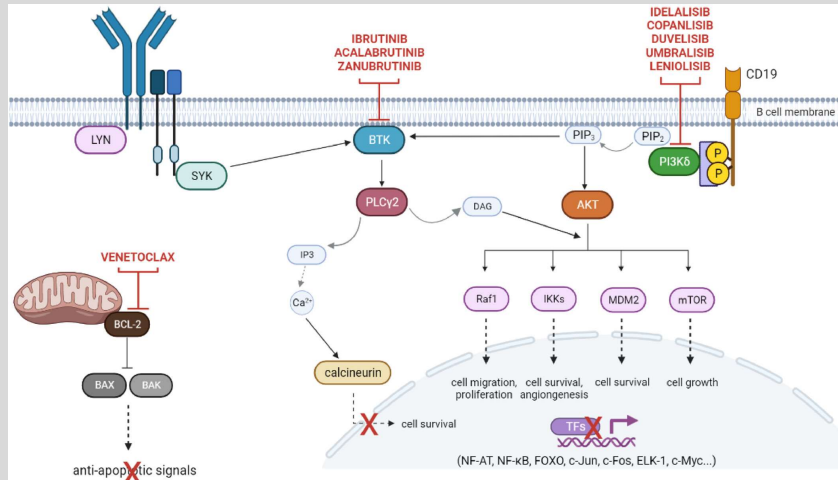 IDELALISIB
COPANLISIB
DUVELISIB
UMBRALISIB
LENIOLISIB
IBRUTINIB
ACALABRUTINIB
ZANUBRUTINIB
CD19
B cell membrane
LYN
BTK
PIP3
PIP2
P
PI3Kδ
P
SYK
PLCγ2
DAG
AKT
IP3
VENETOCLAX
Ca2+
Raf1
IKKs
MDM2
mTOR
BCL-2
calcineurin
BAX
BAK
cell migration,
proliferation
cell survival,
angiongenesis
cell survival
cell growth
cell survival
TFs
(NF-AT, NF-κB, FOXO, c-Jun, c-Fos, ELK-1, c-Myc...)
anti-apoptotic signals